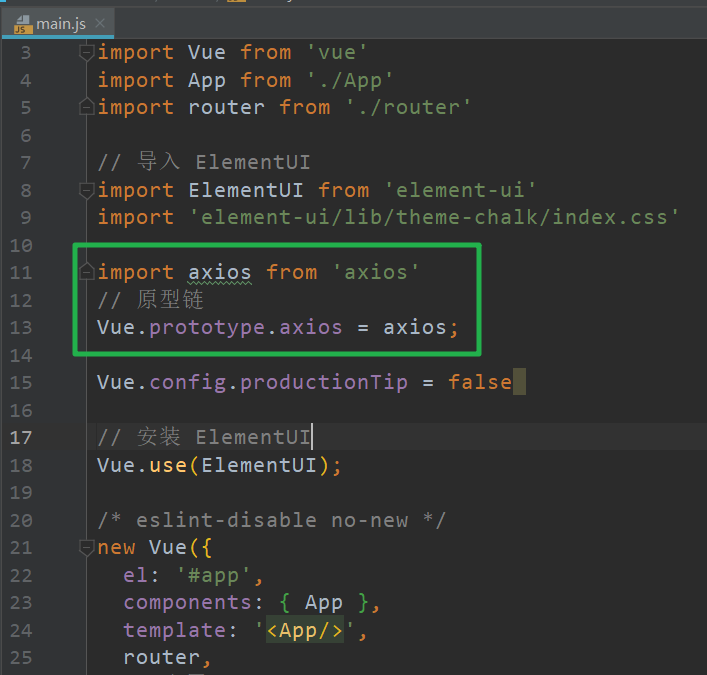 main.js
3 import Vue from 'vue'
4 import App from './App'
5 import router from './router'
6
7 // 导入 ElementUI
8 import ElementUI from 'element-ui'
9 import 'element-ui/lib/theme-chalk/index.css'
10
11 import axios from 'axios'
12 // 原型链
13 Vue.prototype.axios = axios;
14
15 Vue.config.productionTip = false
16
17 // 安装 ElementUI
18 Vue.use(ElementUI);
19
20 /* eslint-disable no-new */
21 new Vue({
22 el: '#app',
23 components: { App },
24 template: '<App/>',
25 router,